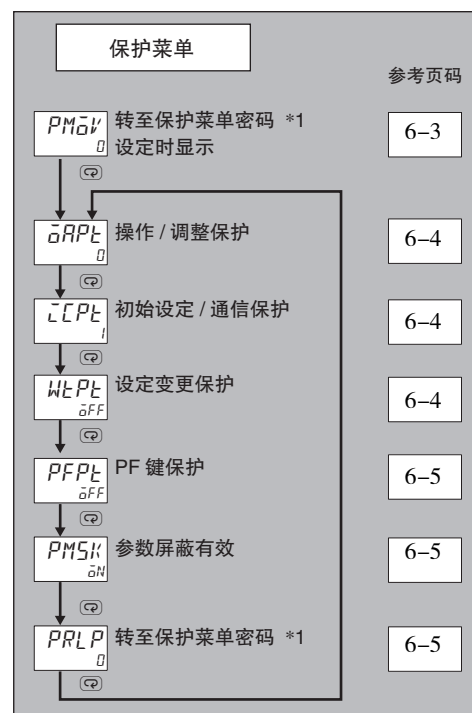 保护菜单
参考页码
PMOV 转至保护菜单密码 *1 6-3
0 设定时显示
OAPT 操作 / 调整保护 6-4
0
ICPT 初始设定 / 通信保护 6-4
1
WTPT 设定变更保护 6-4
OFF
PFPT PF 键保护 6-5
OFF
PMSK 参数屏蔽有效 6-5
ON
PRLP 转至保护菜单密码 *1 6-5
0